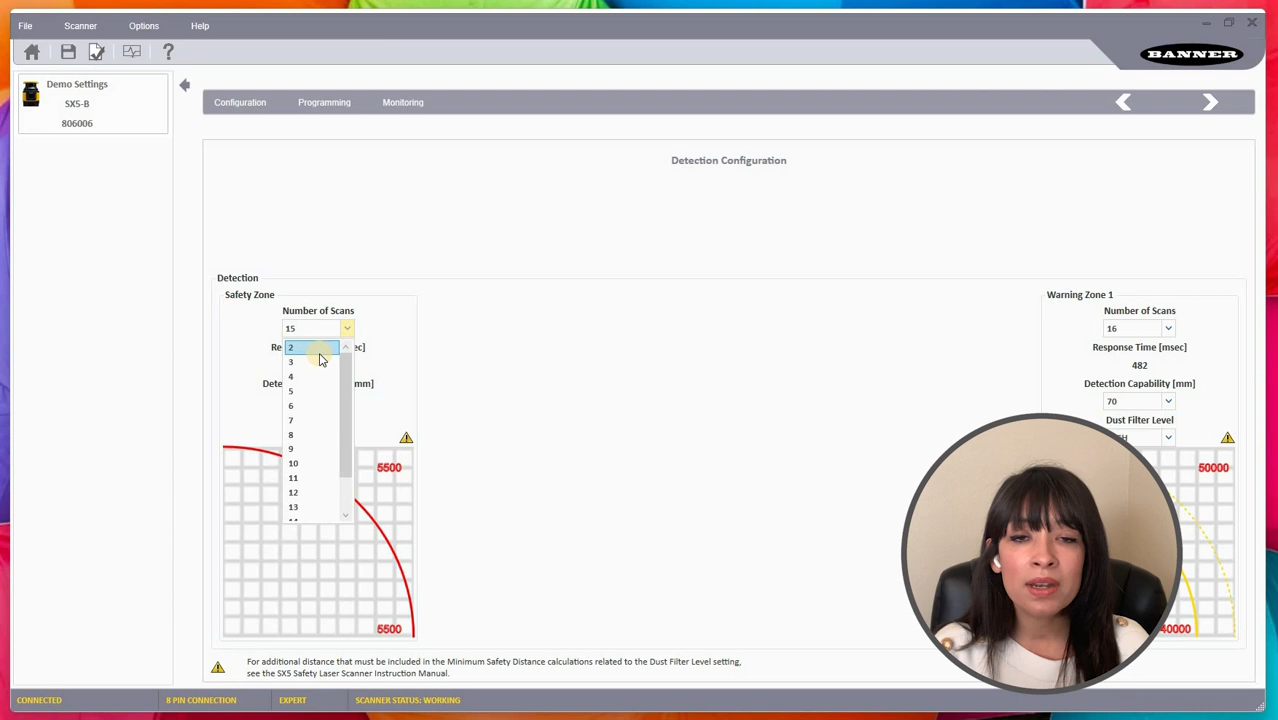 File Scanner Options Help
BANNER
Demo Settings
SX5-B
806006
Configuration Programming Monitoring
Detection Configuration
Detection
Safety Zone
Number of Scans
15
2
3
4
5
6
7
8
9
10
11
12
13
mm]
5500
5500
Warning Zone 1
Number of Scans
16
Response Time [msec]
482
Detection Capability [mm]
70
Dust Filter Level
50000
40000
For additional distance that must be included in the Minimum Safety Distance calculations related to the Dust Filter Level setting,
see the SX5 Safety Laser Scanner Instruction Manual.
CONNECTED 8 PIN CONNECTION EXPERT SCANNER STATUS: WORKING